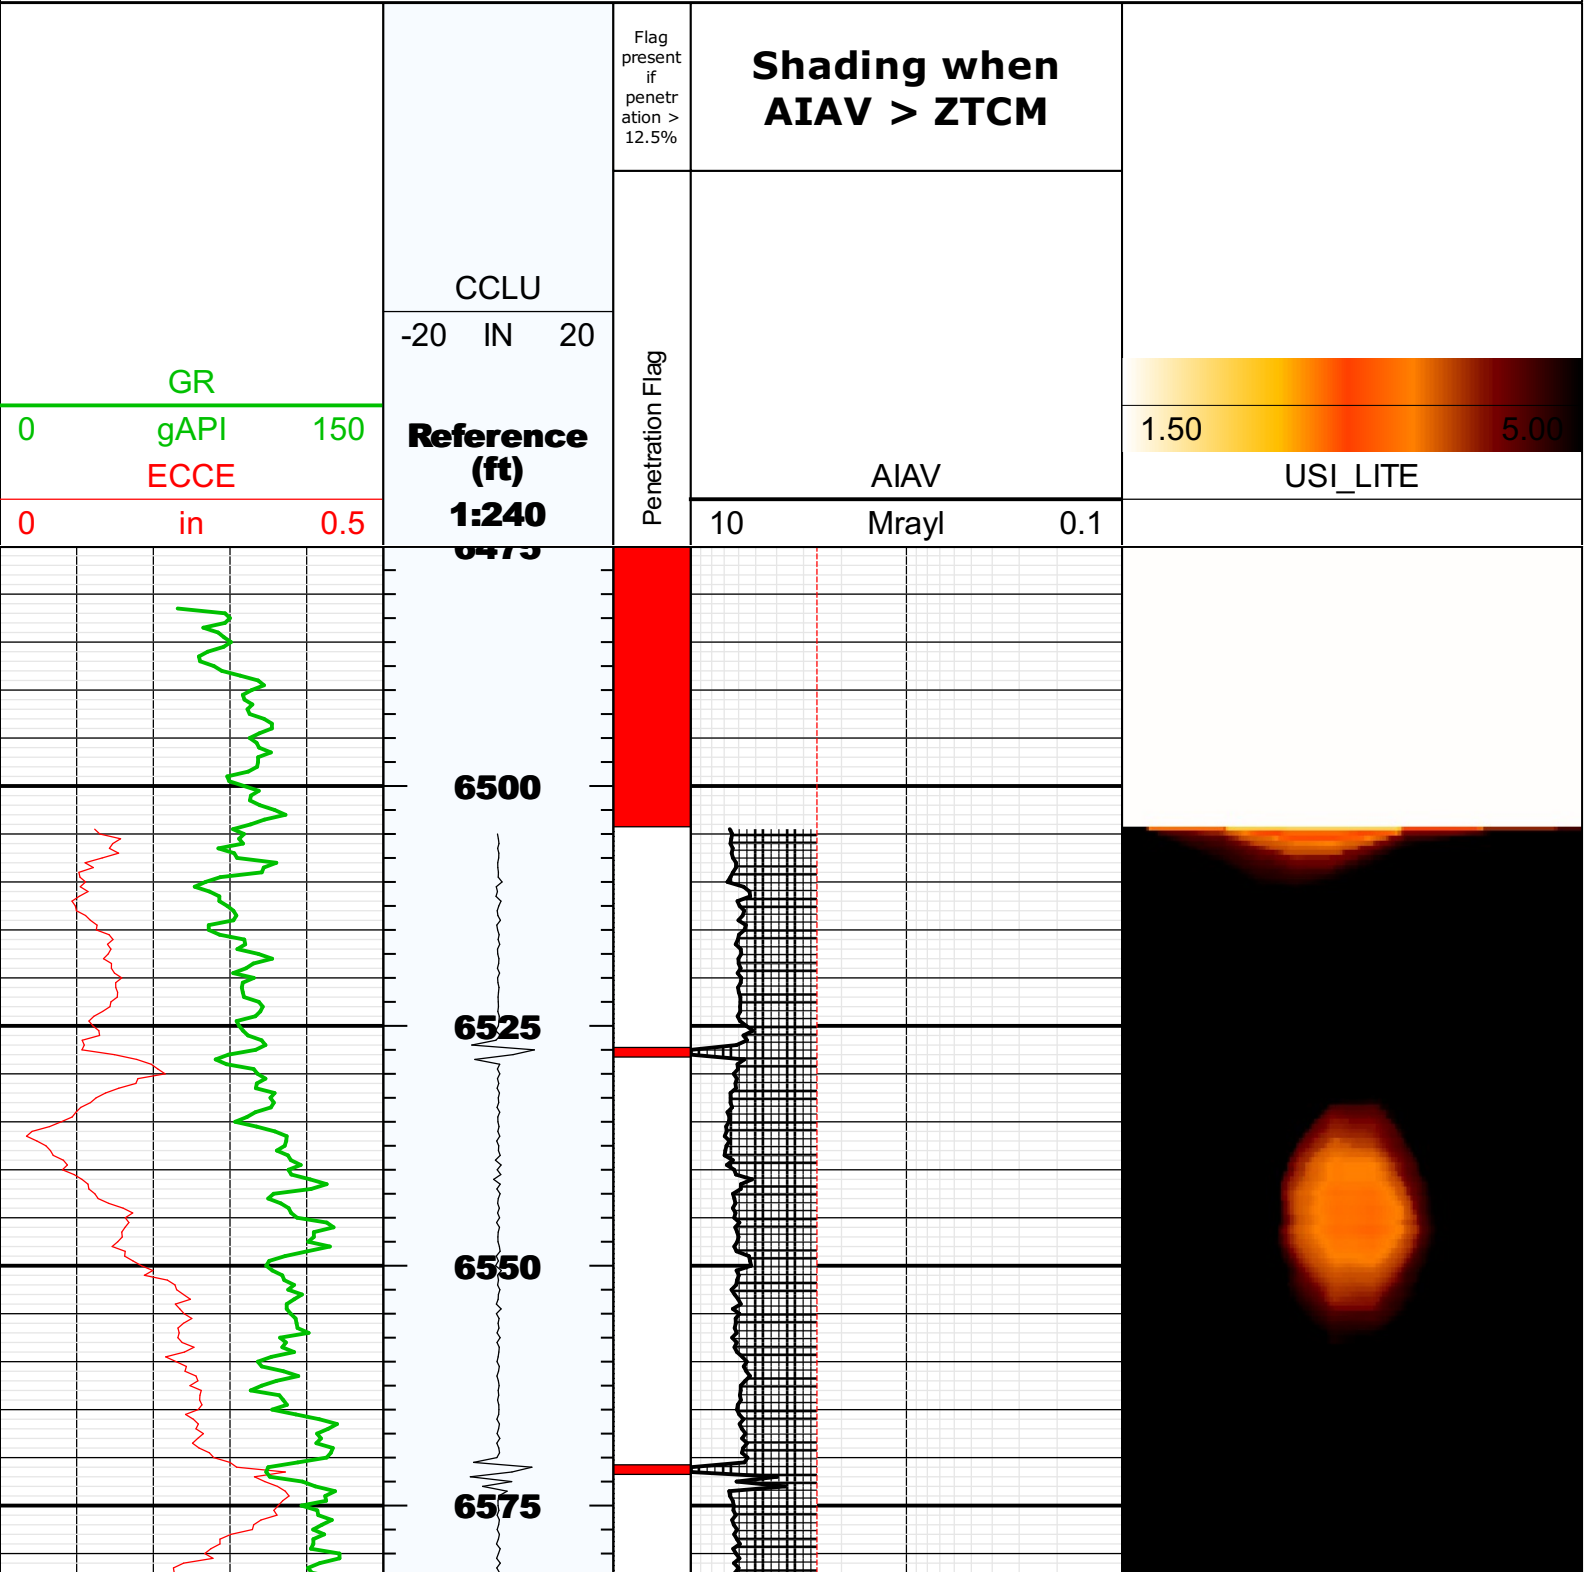 Flag
present
if
penetr
ation >
12.5%
Shading when
AIAV > ZTCM
CCLU
-20 IN 20
GR
0 gAPI 150
ECCE
0 in 0.5
Reference
(ft)
1:240
Penetration Flag
AIAV
10 Mrayl 0.1
1.50 5.00
USI_LITE
6475
6500
6525
6550
6575